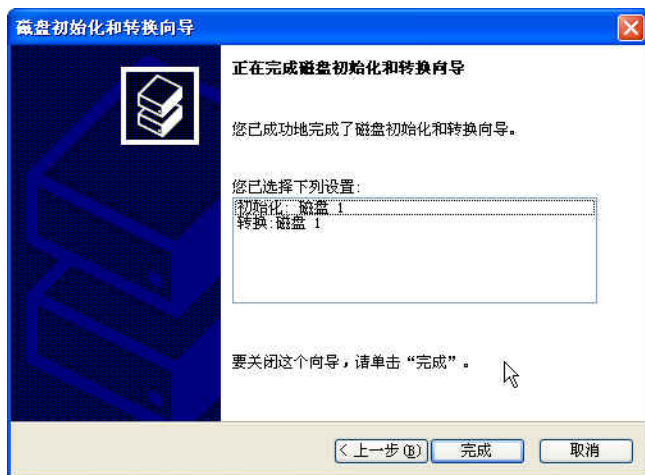 磁盘初始化和转换向导
正在完成磁盘初始化和转换向导
您已成功地完成了磁盘初始化和转换向导。
您已选择下列设置:
初始化: 磁盘 1
转换:磁盘 1
要关闭这个向导，请单击“完成”。
< 上一步(B) 完成 取消